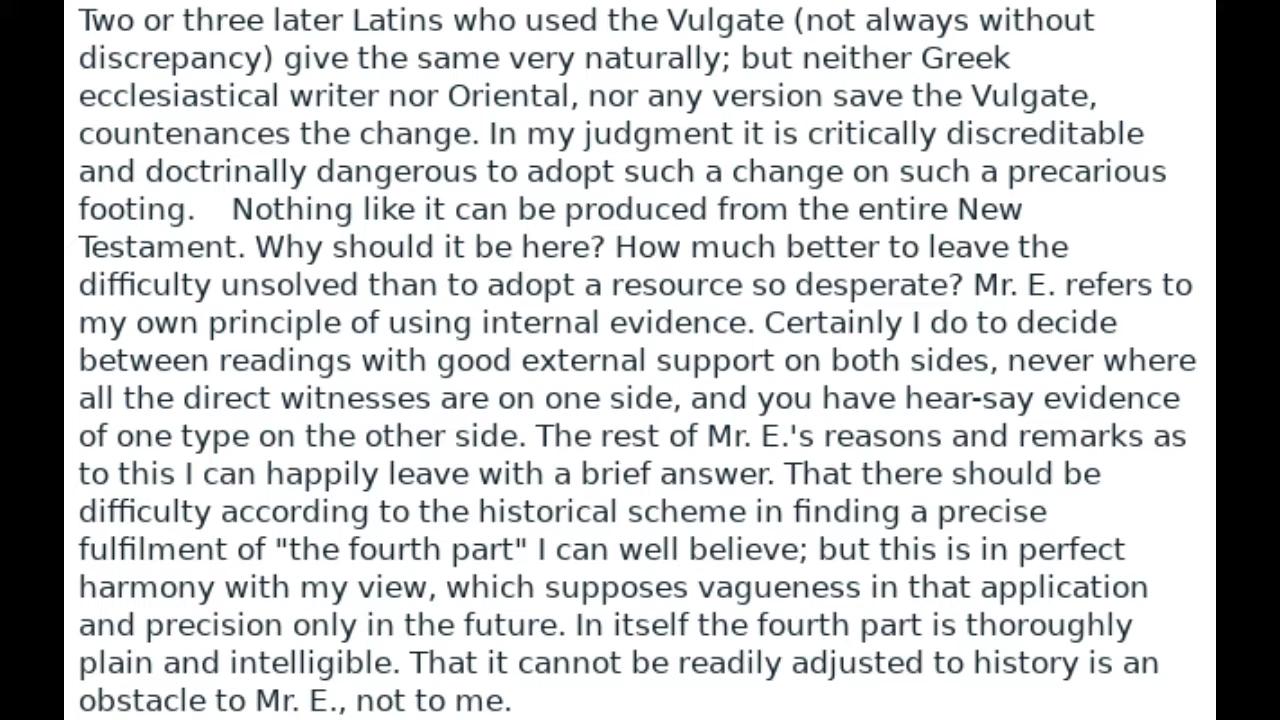 Two or three later Latins who used the Vulgate (not always without
discrepancy) give the same very naturally; but neither Greek
ecclesiastical writer nor Oriental, nor any version save the Vulgate,
countenances the change. In my judgment it is critically discreditable
and doctrinally dangerous to adopt such a change on such a precarious
footing.    Nothing like it can be produced from the entire New
Testament. Why should it be here? How much better to leave the
difficulty unsolved than to adopt a resource so desperate? Mr. E. refers to
my own principle of using internal evidence. Certainly I do to decide
between readings with good external support on both sides, never where
all the direct witnesses are on one side, and you have hear-say evidence
of one type on the other side. The rest of Mr. E.'s reasons and remarks as
to this I can happily leave with a brief answer. That there should be
difficulty according to the historical scheme in finding a precise
fulfilment of "the fourth part" I can well believe; but this is in perfect
harmony with my view, which supposes vagueness in that application
and precision only in the future. In itself the fourth part is thoroughly
plain and intelligible. That it cannot be readily adjusted to history is an
obstacle to Mr. E., not to me.